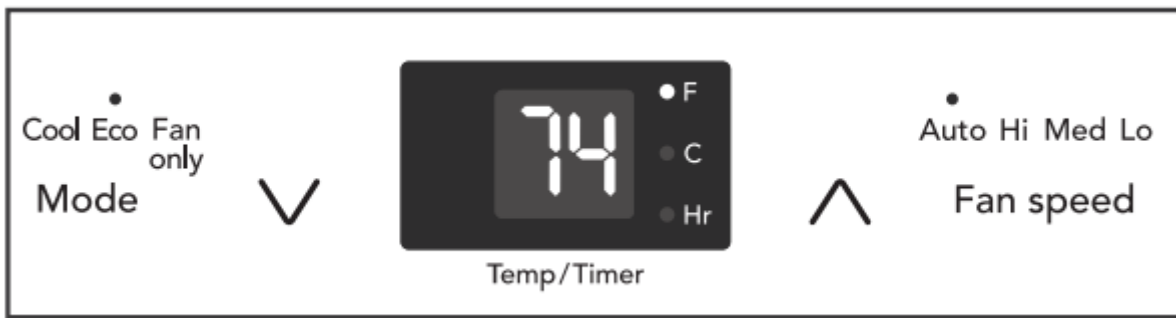 Cool Eco Fan only
Mode
74
F
C
Hr
Temp/Timer
Auto Hi Med Lo
Fan speed